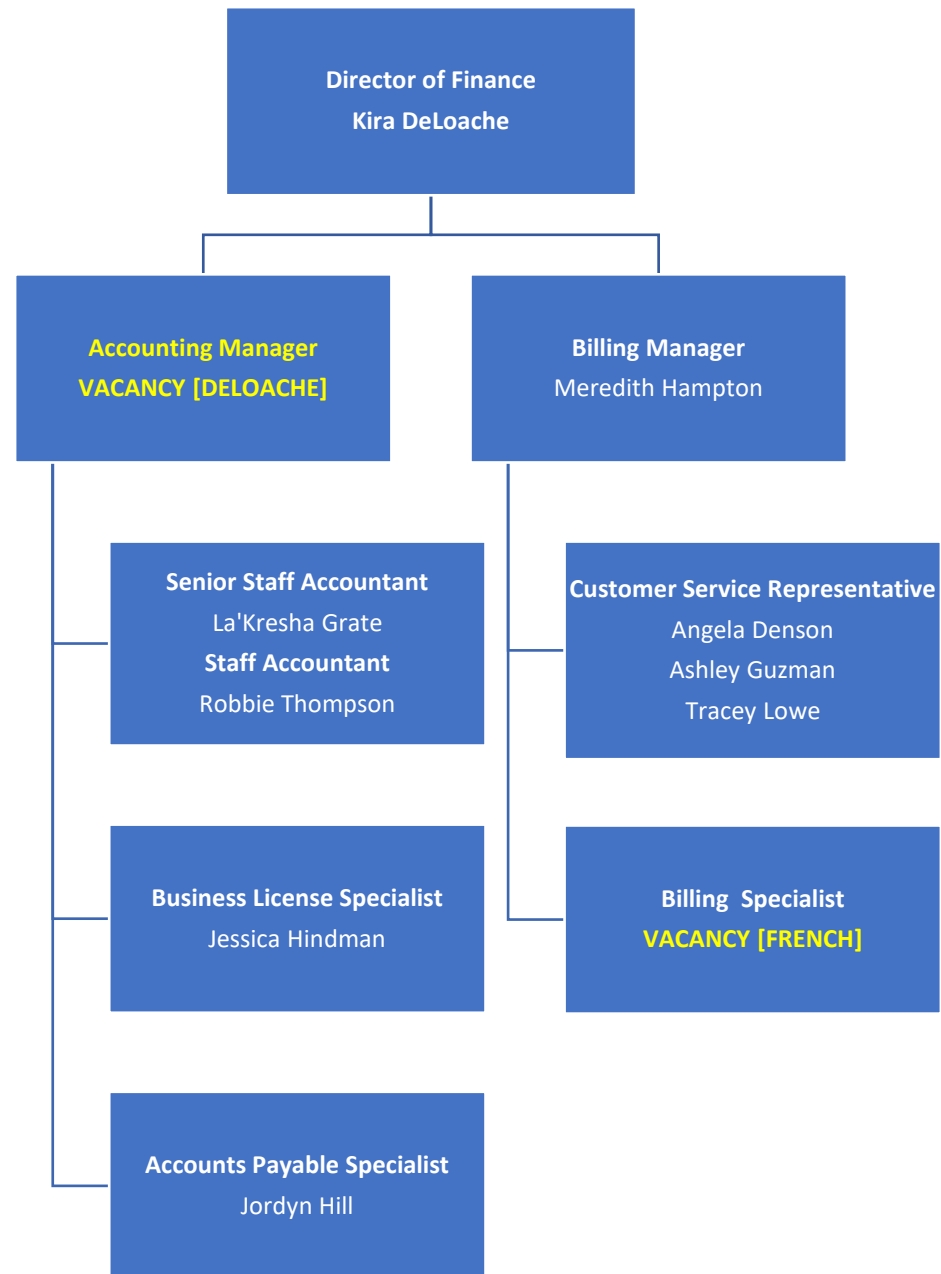 Director of Finance
Kira DeLoache
Accounting Manager
VACANCY [DELOACHE]
Senior Staff Accountant
La'Kresha Grate
Staff Accountant
Robbie Thompson
Business License Specialist
Jessica Hindman
Accounts Payable Specialist
Jordyn Hill
Billing Manager
Meredith Hampton
Customer Service Representative
Angela Denson
Ashley Guzman
Tracey Lowe
Billing  Specialist
VACANCY [FRENCH]